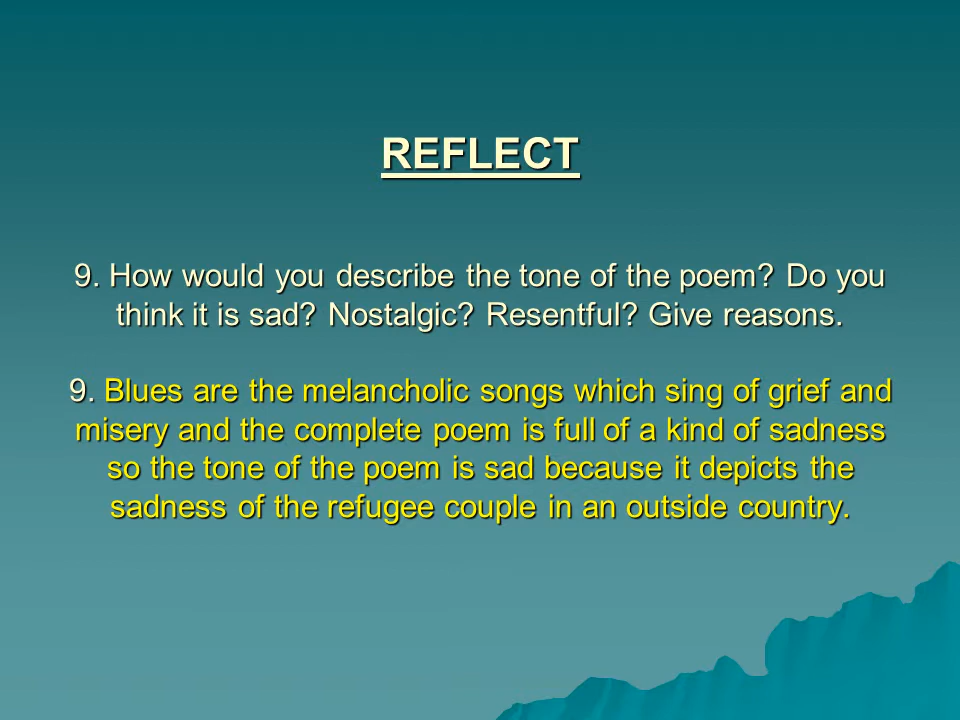 REFLECT
9. How would you describe the tone of the poem? Do you
think it is sad? Nostalgic? Resentful? Give reasons.
9. Blues are the melancholic songs which sing of grief and
misery and the complete poem is full of a kind of sadness
so the tone of the poem is sad because it depicts the
sadness of the refugee couple in an outside country.